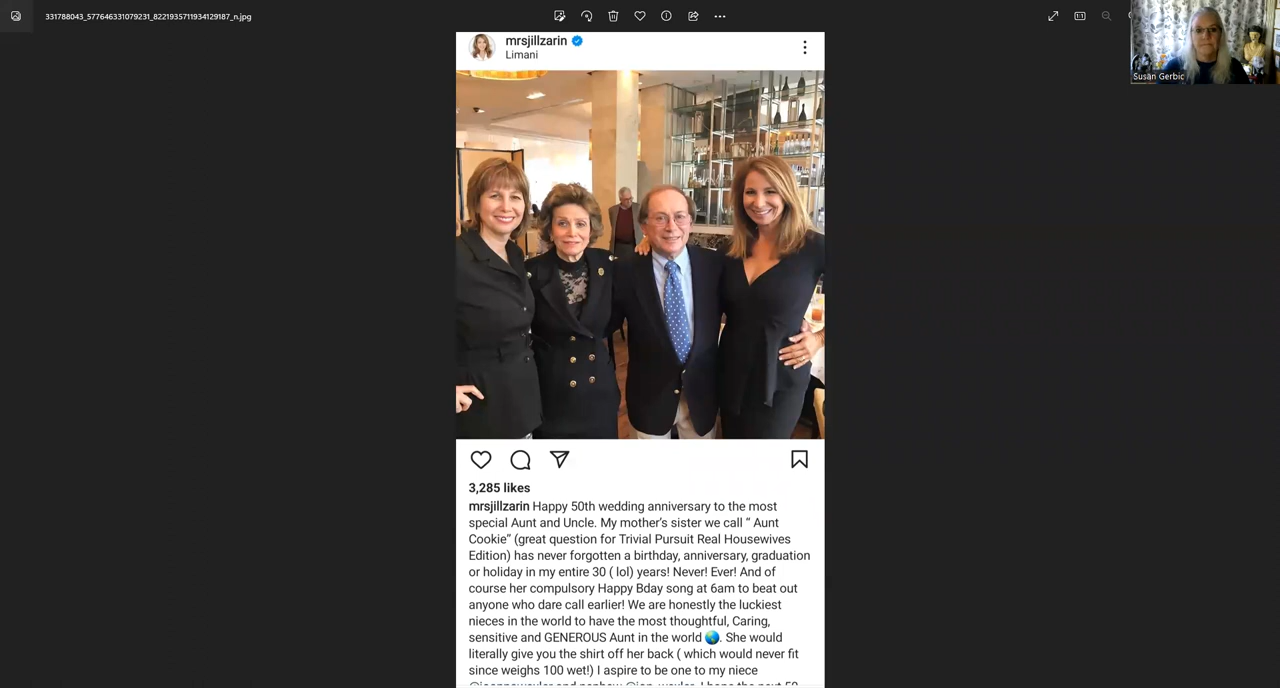 331788043_577646331079231_8221935711934129187_n.jpg
Susan Gerbic
mrsjillzarin
Limani
3,285 likes
mrsjillzarin Happy 50th wedding anniversary to the most
special Aunt and Uncle. My mother's sister we call “ Aunt
Cookie” (great question for Trivial Pursuit Real Housewives
Edition) has never forgotten a birthday, anniversary, graduation
or holiday in my entire 30 ( lol) years! Never! Ever! And of
course her compulsory Happy Bday song at 6am to beat out
anyone who dare call earlier! We are honestly the luckiest
nieces in the world to have the most thoughtful, Caring,
sensitive and GENEROUS Aunt in the world 🌏. She would
literally give you the shirt off her back ( which would never fit
since weighs 100 wet!) I aspire to be one to my niece